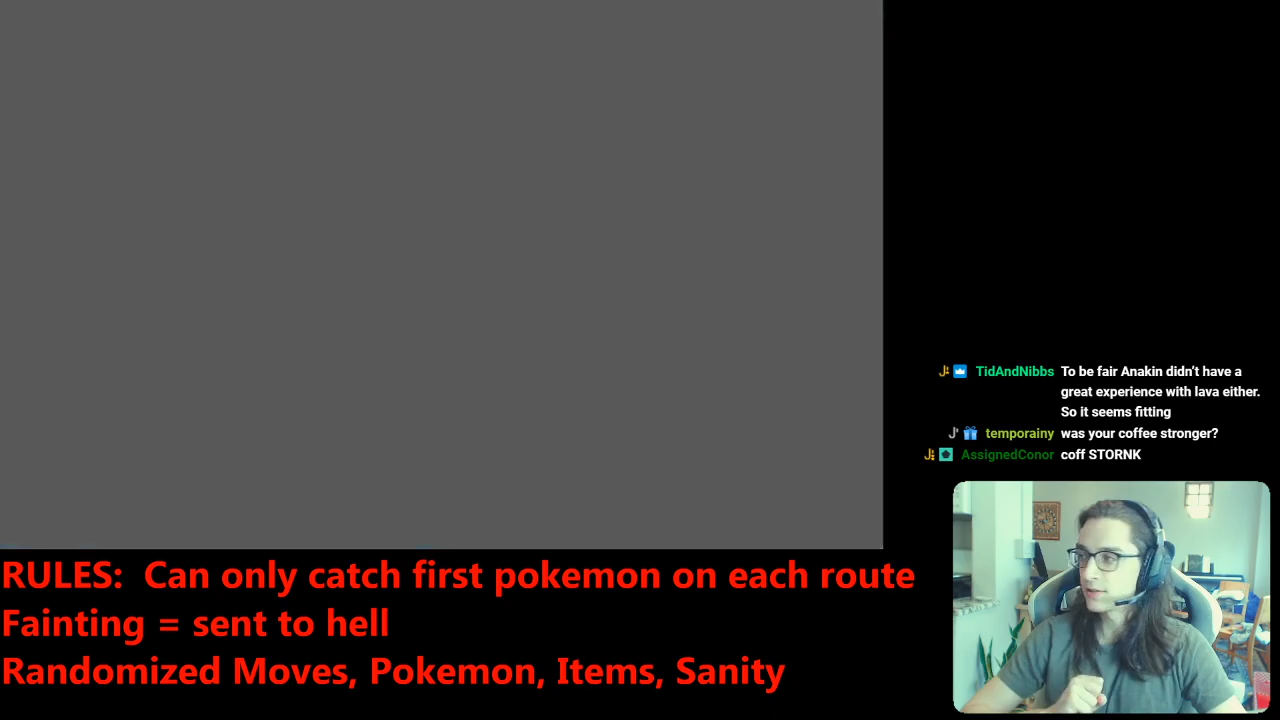 TidAndNibbs To be fair Anakin didn't have a
great experience with lava either.
So it seems fitting
temporainy was your coffee stronger?
AssignedConor coff STORNK
RULES: Can only catch first pokemon on each route
Fainting = sent to hell
Randomized Moves, Pokemon, Items, Sanity